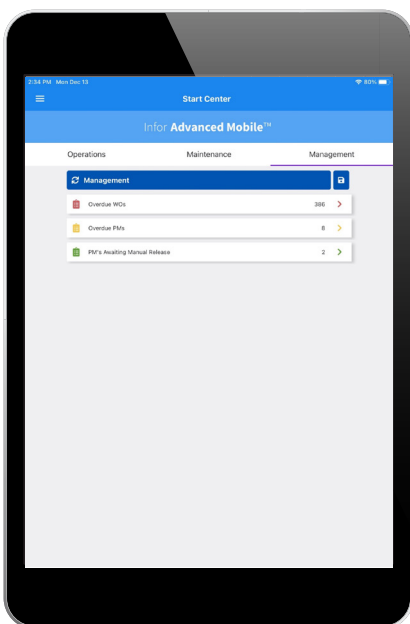 2:34 PM Mon Dec 13 80%
Start Center
Infor Advanced Mobile™
Operations Maintenance Management
Management
Overdue WOs 386
Overdue PMs 8
PM's Awaiting Manual Release 2